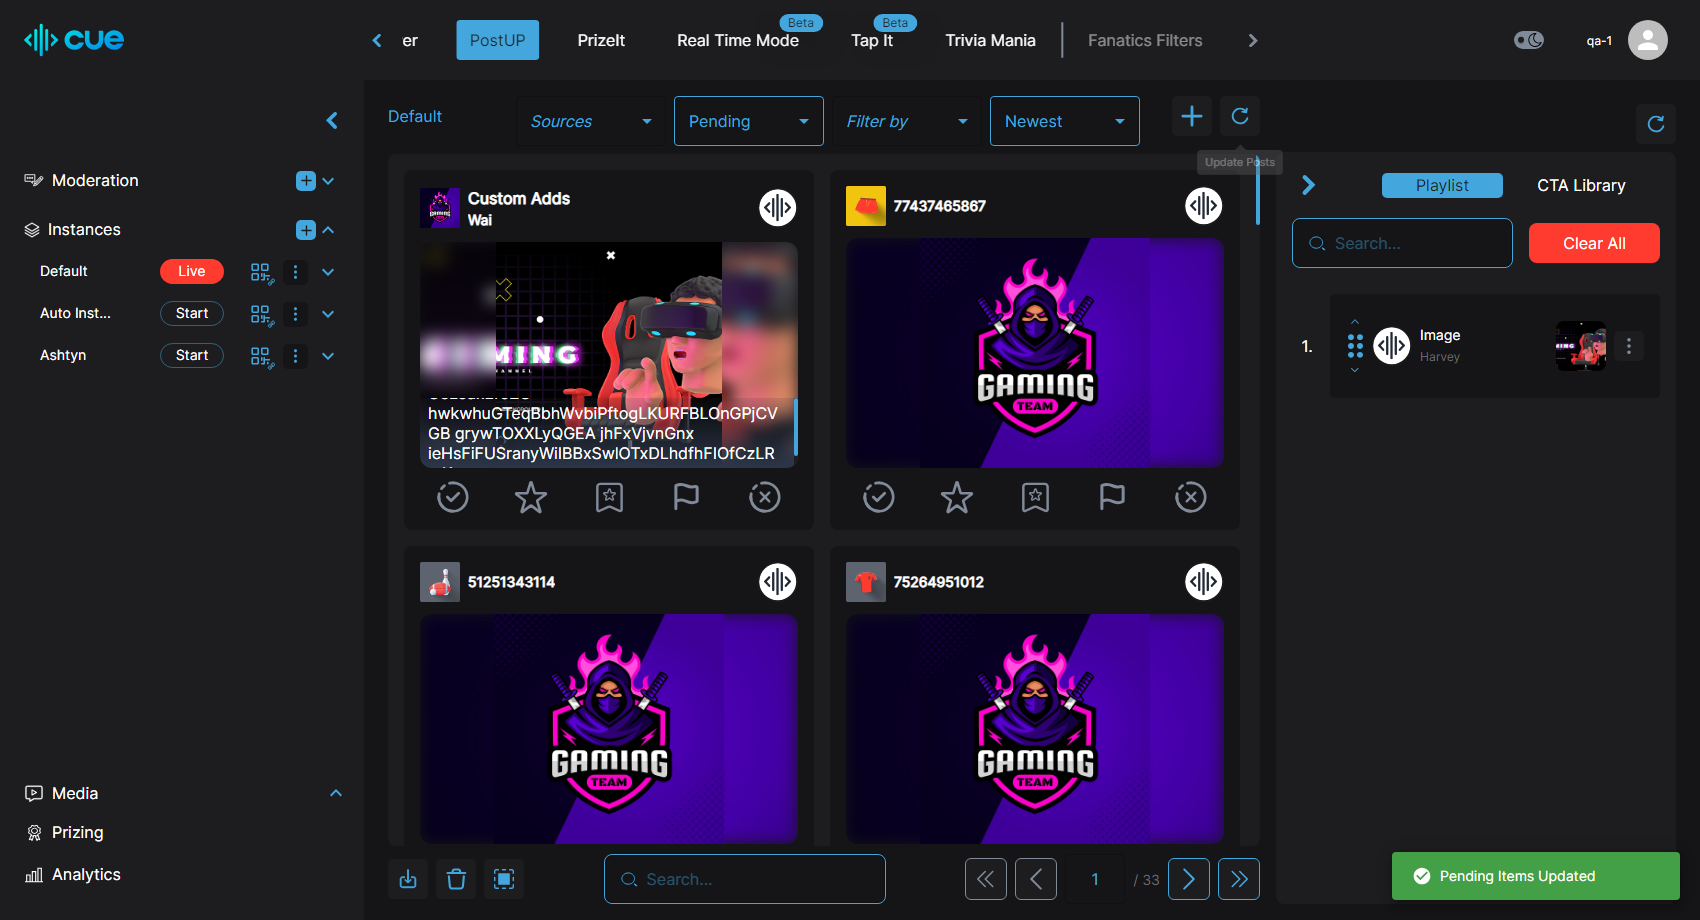 cue
er
PostUP
PrizeIt
Real Time Mode
Beta
Tap It
Beta
Trivia Mania
Fanatics Filters
qa-1
Default
Sources
Pending
Filter by
Newest
Update Posts
Moderation
Instances
Default
Live
Auto Inst...
Start
Ashtyn
Start
Media
Prizing
Analytics
Custom Adds
Wai
MING
CHANNEL
GB grywTOXXLyQGEA jhFxVjvnGnx
77437465867
GAMING
TEAM
51251343114
GAMING
TEAM
75264951012
GAMING
TEAM
Search...
1
/ 33
Playlist
CTA Library
Search...
Clear All
1.
Image
Harvey
Pending Items Updated